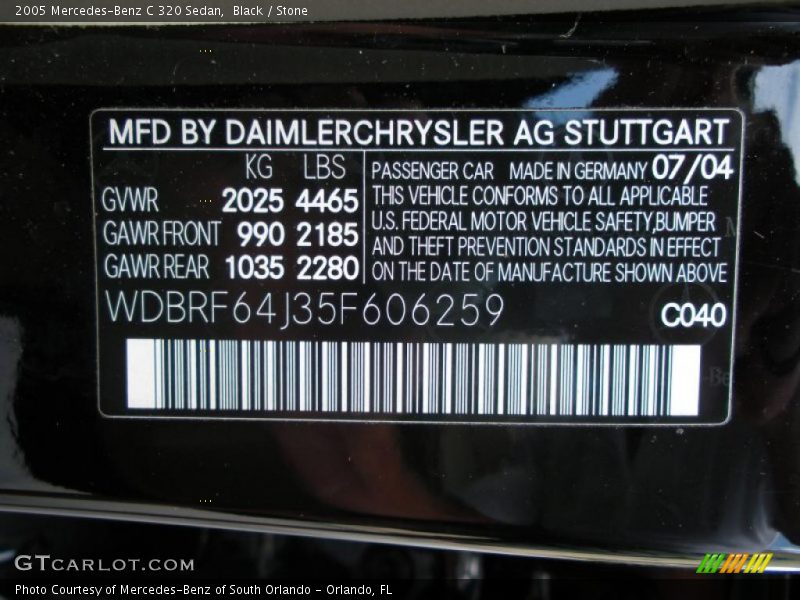 2005 Mercedes-Benz C 320 Sedan,  Black / Stone
MFD BY DAIMLERCHRYSLER AG STUTTGART
KG LBS
GVWR 2025 4465
GAWR FRONT 990 2185
GAWR REAR 1035 2280
PASSENGER CAR MADE IN GERMANY 07/04
THIS VEHICLE CONFORMS TO ALL APPLICABLE
U.S. FEDERAL MOTOR VEHICLE SAFETY,BUMPER
AND THEFT PREVENTION STANDARDS IN EFFECT
ON THE DATE OF MANUFACTURE SHOWN ABOVE
WDBRF64J35F606259 C040
GTCARLOT.COM
Photo Courtesy of Mercedes-Benz of South Orlando - Orlando, FL